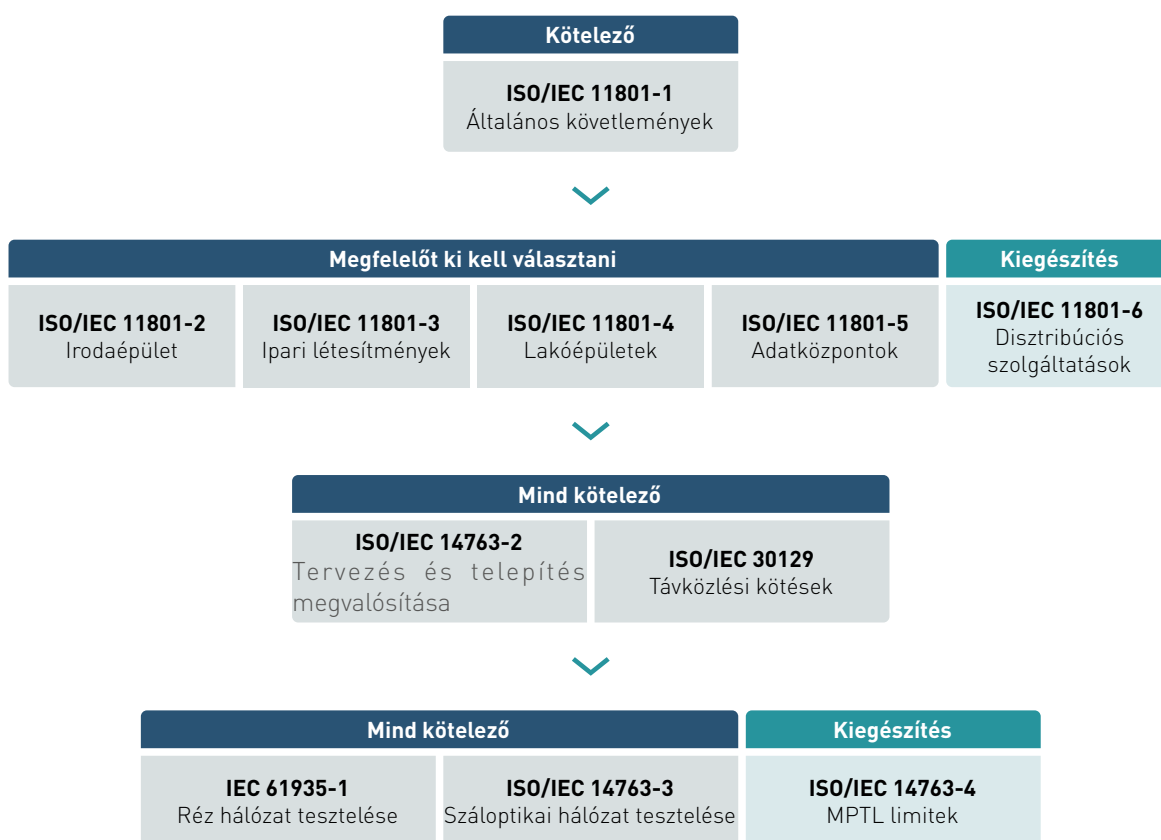 Kötelező
ISO/IEC 11801-1
Általános követlemények
Megfelelőt ki kell választani
Kiegészítés
ISO/IEC 11801-2
Irodaépület
ISO/IEC 11801-3
Ipari létesítmények
ISO/IEC 11801-4
Lakóépületek
ISO/IEC 11801-5
Adatközpontok
ISO/IEC 11801-6
Disztribúciós
szolgáltatások
Mind kötelező
ISO/IEC 14763-2
Tervezés és telepítés
megvalósítása
ISO/IEC 30129
Távközlési kötések
Mind kötelező
Kiegészítés
IEC 61935-1
Réz hálózat tesztelése
ISO/IEC 14763-3
Száloptikai hálózat tesztelése
ISO/IEC 14763-4
MPTL limitek